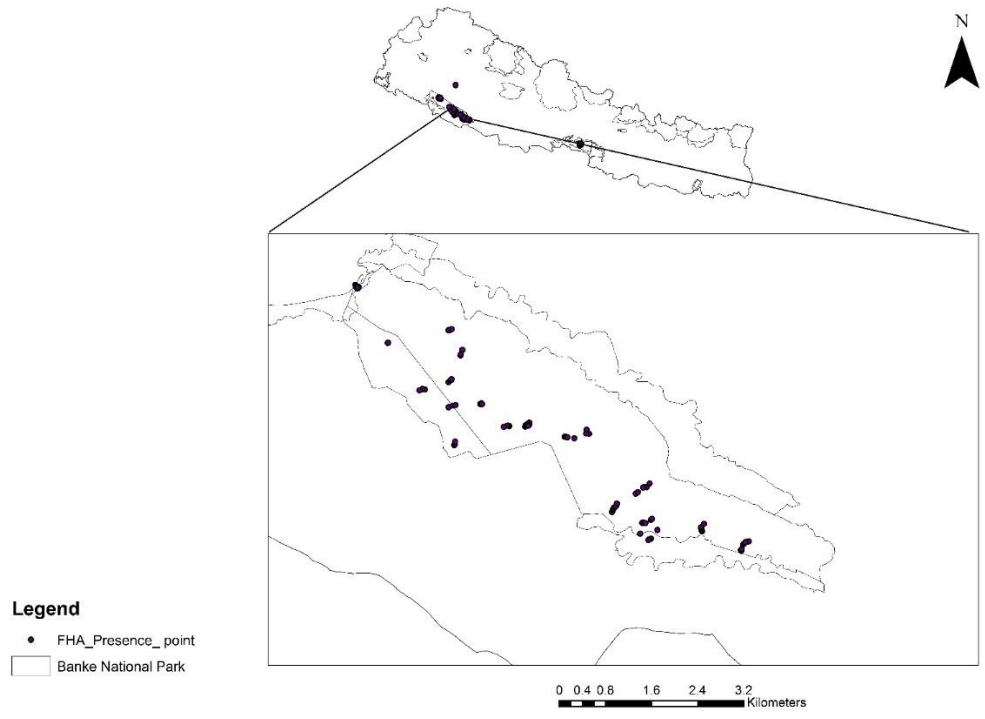 N
Legend
FHA_Presence_ point
Banke National Park
0 0.4 0.8 1.6 2.4 3.2
Kilometers